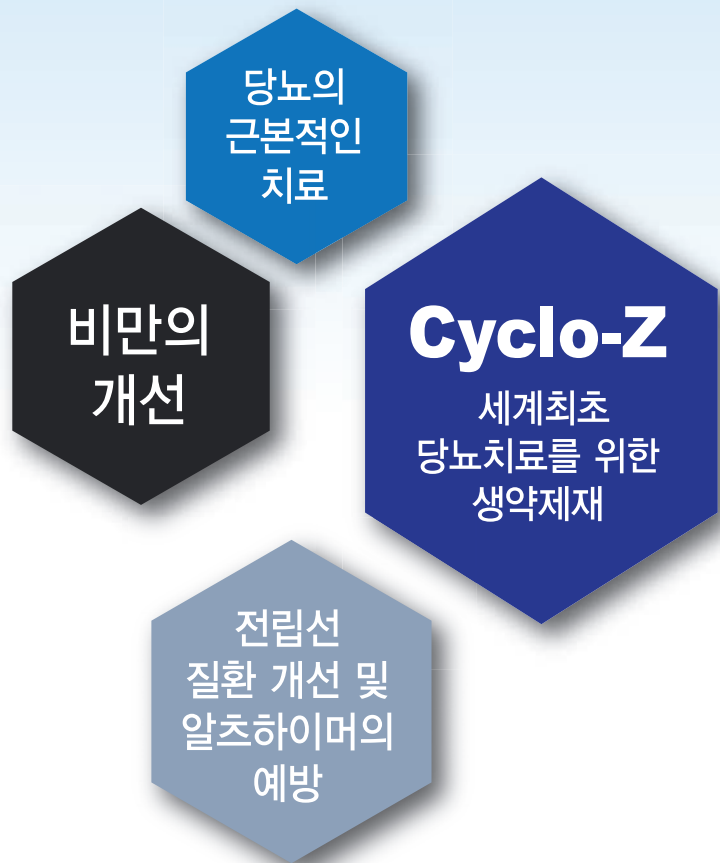 당뇨의
근본적인
치료
비만의
개선
Cyclo-Z
세계최초
당뇨치료를 위한
생약제재
전립선
질환 개선 및
알츠하이머의
예방